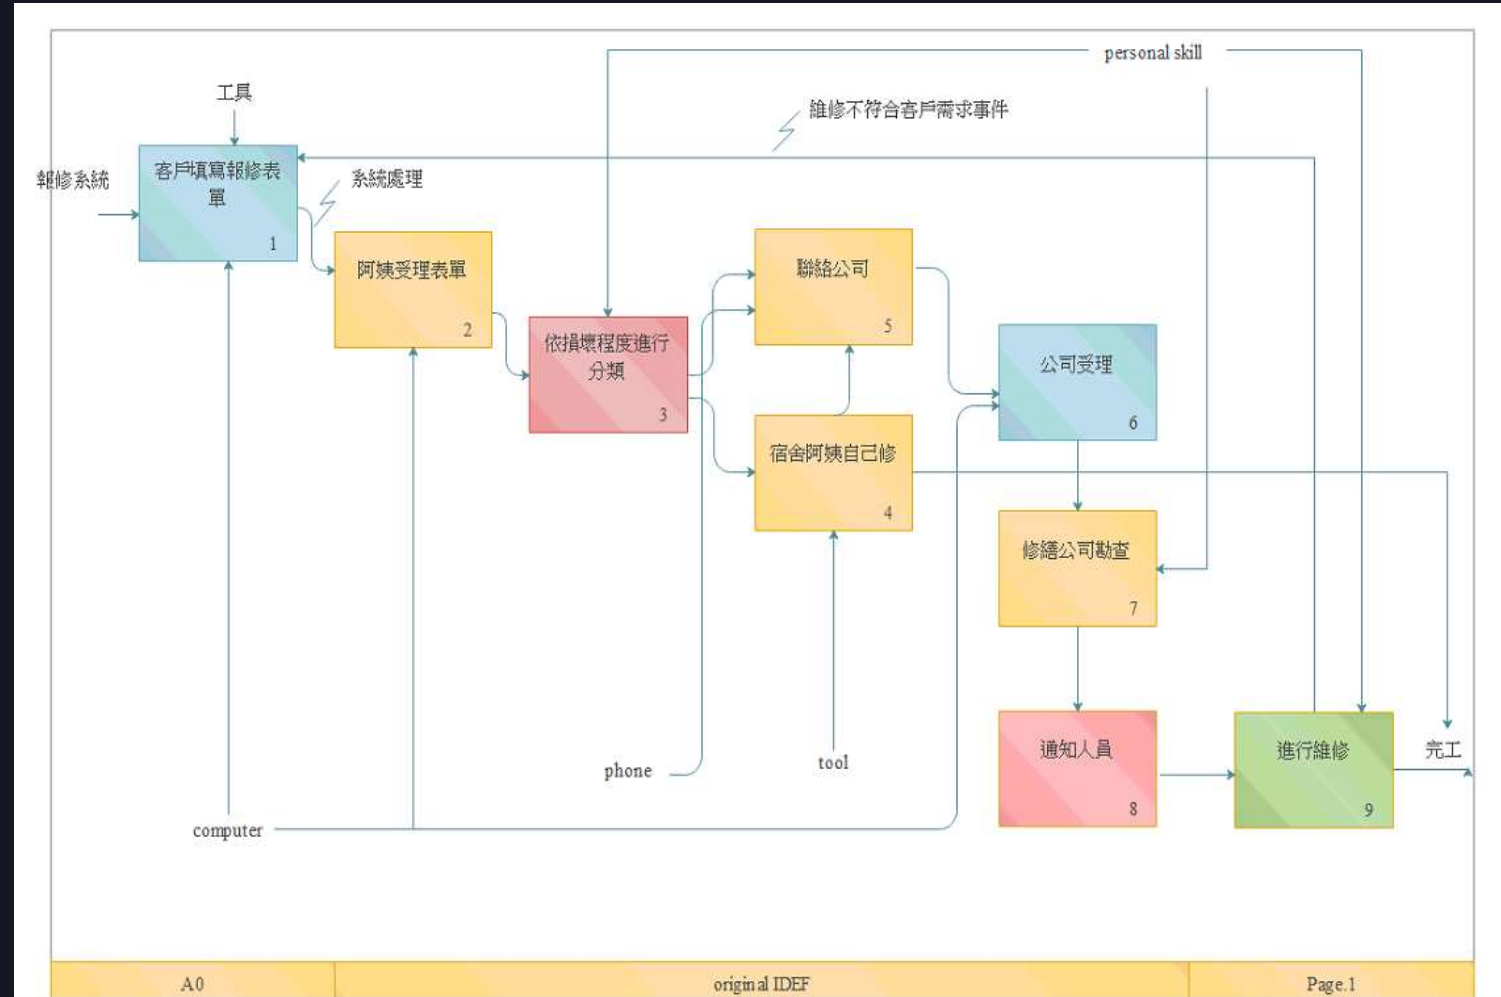 personal skill
工具
維修不符合客戶需求事件
報修系統
客戶填寫報修表
單
1
系統處理
阿姨受理表單
2
依損壞程度進行
分類
3
聯絡公司
5
公司受理
6
宿舍阿姨自己修
4
修繕公司勘查
7
phone
tool
通知人員
8
進行維修
9
完工
computer
A0
original IDEF
Page.1